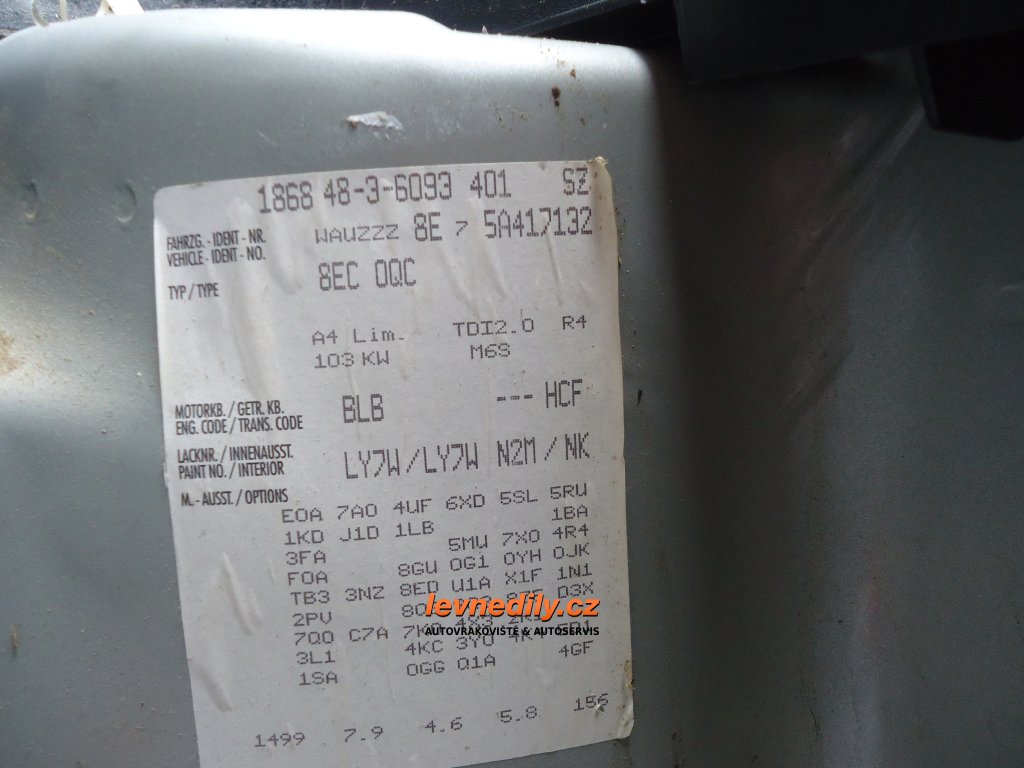 1868 48-3-6093 401 SZ
FAHRZG. - IDENT - NR. WAUZZZ 8E 7 5A417132
VEHICLE - IDENT - NO.
TYP / TYPE 8EC 0QC
A4 Lim. TDI2.0 R4
103 KW M6S
MOTORKB. / GETR. KB. BLB --- HCF
ENG. CODE / TRANS. CODE
LACKNR. / INNENAUSST. LY7W/LY7W N2M / NK
PAINT NO. / INTERIOR
M. - AUSST. / OPTIONS
E0A 7A0 4UF 6XD 5SL 5RU
1KD J1D 1LB 1BA
3FA 5MW 7X0 4R4
F0A 8GU 0G1 0YH 0JK
TB3 3NZ 8ED U1A X1F 1N1
2PV D3X
levnedily.cz
7Q0 C7A
AUTOVRAKOVIŠTĚ & AUTOSERVIS
3L1 4KC 3Y0
1SA 0GG Q1A 4GF
1499 7.9 4.6 5.8 156